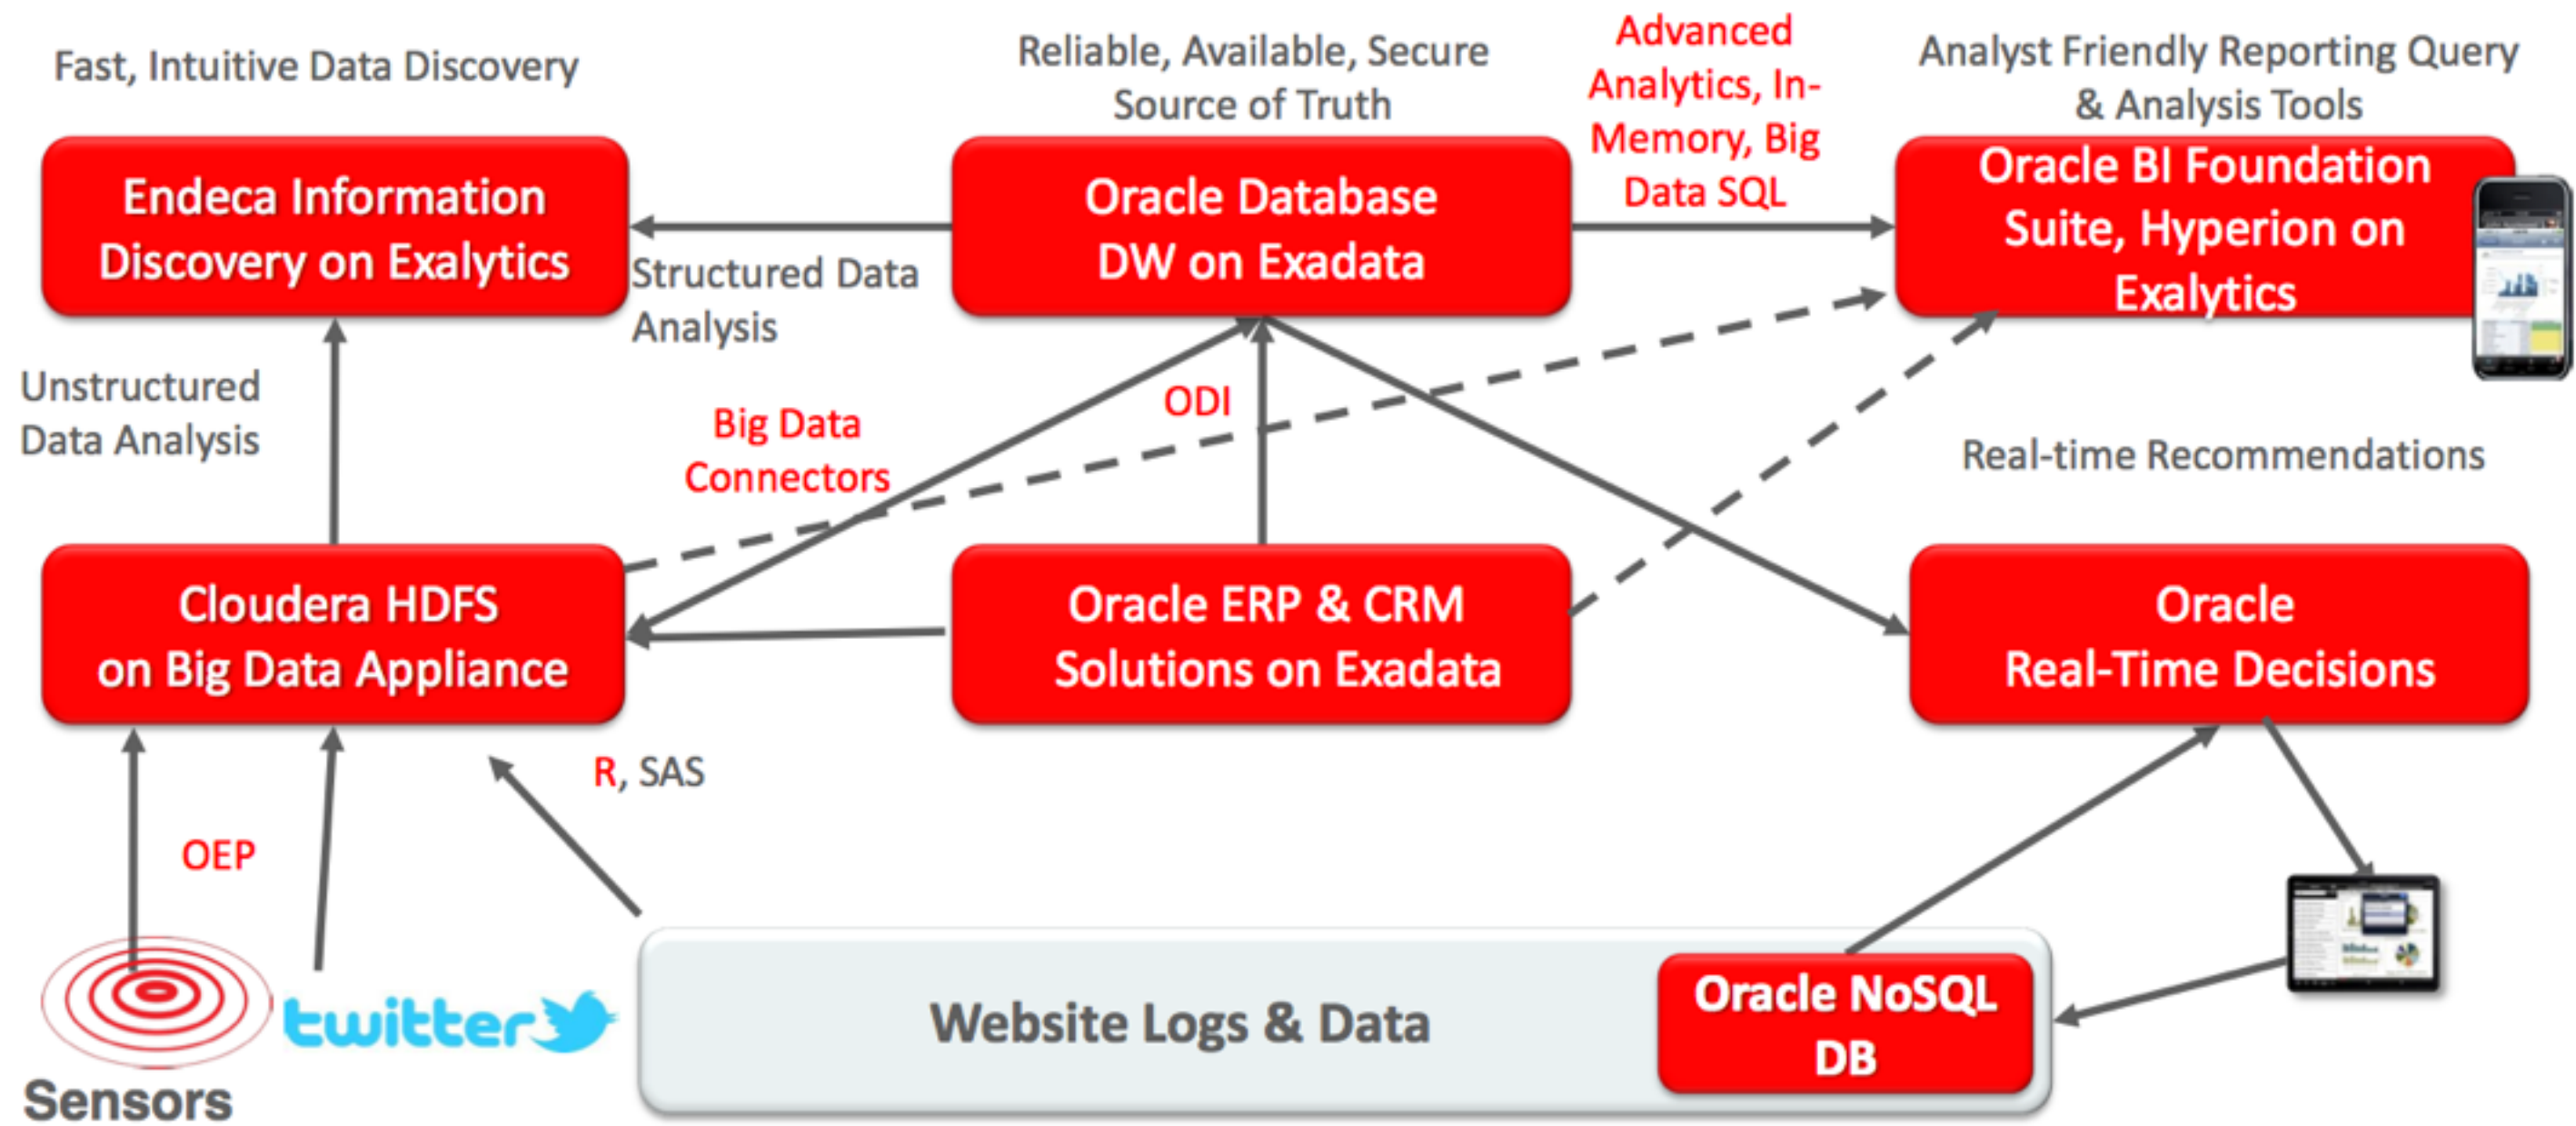 Fast, Intuitive Data Discovery
Reliable, Available, Secure
Source of Truth
Advanced
Analytics, In-
Memory, Big
Data SQL
Analyst Friendly Reporting Query
& Analysis Tools
Endeca Information
Discovery on Exalytics
Oracle Database
DW on Exadata
Oracle BI Foundation
Suite, Hyperion on
Exalytics
Structured Data
Analysis
Unstructured
Data Analysis
Big Data
Connectors
ODI
Real-time Recommendations
Cloudera HDFS
on Big Data Appliance
Oracle ERP & CRM
Solutions on Exadata
Oracle
Real-Time Decisions
R, SAS
OEP
twitter
Sensors
Website Logs & Data
Oracle NoSQL
DB